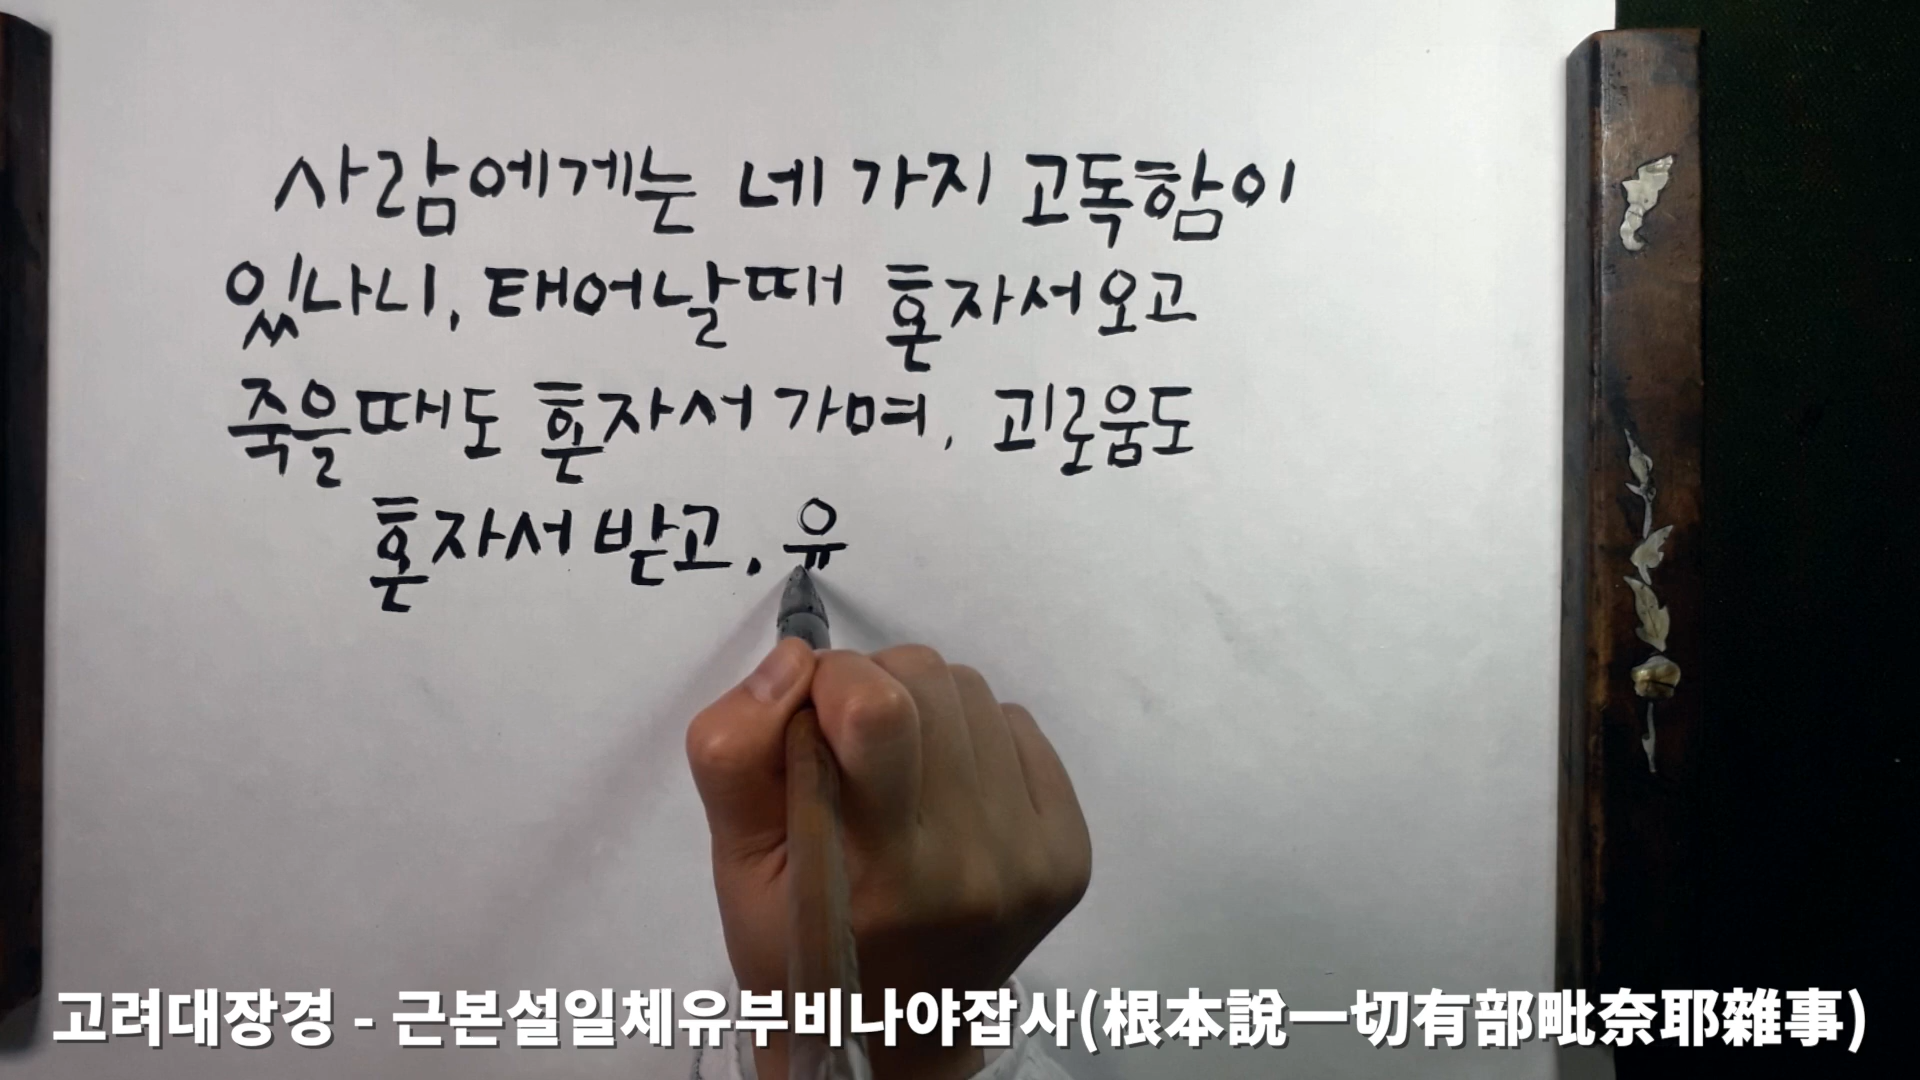 사람에게는 네 가지 고독함이
있나니, 태어날때 혼자서 오고
죽을때도 혼자서 가며, 괴로움도
혼자서 받고, 유
고려대장경 - 근본설일체유부비나야잡사(根本說一切有部毗奈耶雜事)